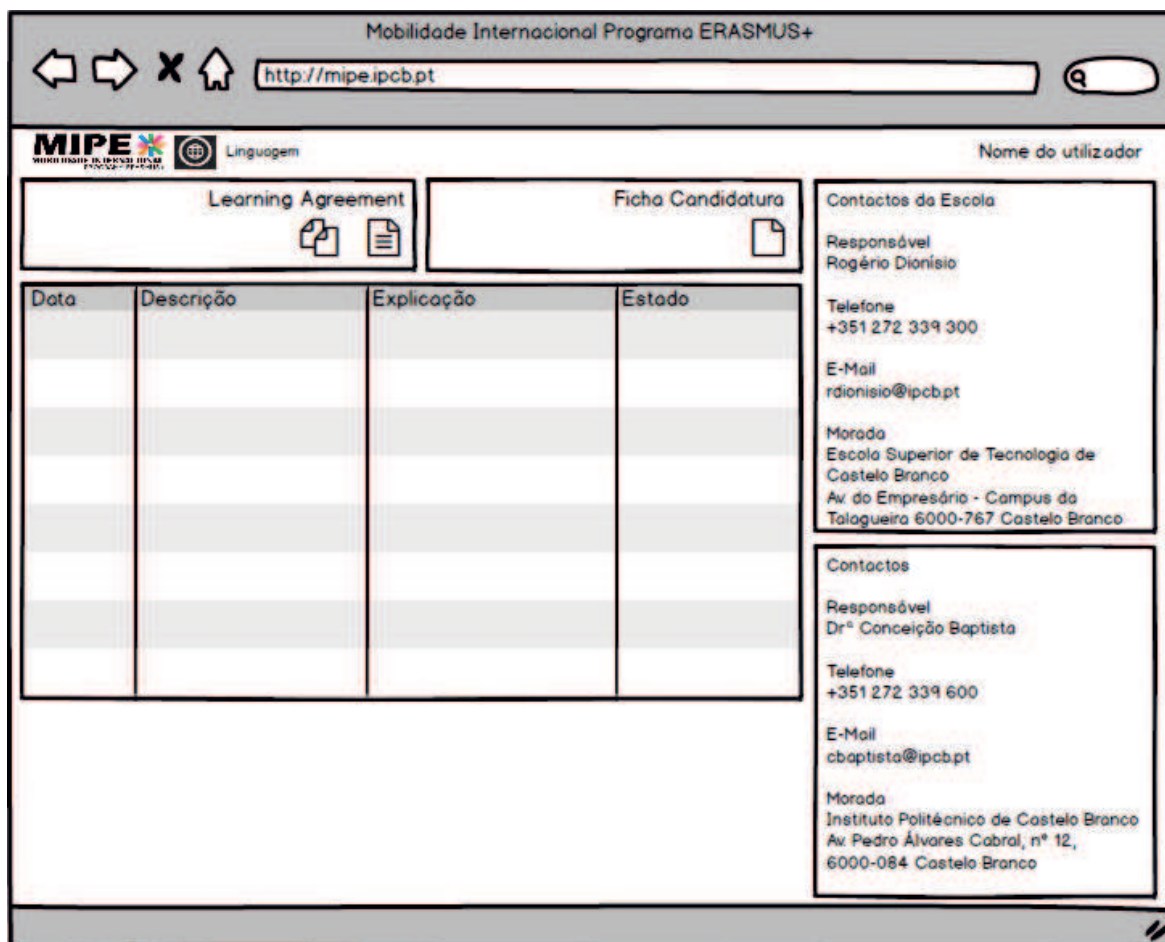 Mobilidade Internacional Programa ERASMUS+
http://mipe.ipcb.pt
MIPE
MOBILIDADE INTERNACIONAL
Linguagem
Nome do utilizador
Learning Agreement
Ficha Candidatura
Data Descrição Explicação Estado
Contactos da Escola
Responsável
Rogério Dionísio
Telefone
+351 272 339 300
E-Mail
rdionisio@ipcb.pt
Morada
Escola Superior de Tecnologia de
Castelo Branco
Av. do Empresário - Campus da
Talagueira 6000-767 Castelo Branco
Contactos
Responsável
Drª Conceição Baptista
Telefone
+351 272 339 600
E-Mail
cbaptista@ipcb.pt
Morada
Instituto Politécnico de Castelo Branco
Av. Pedro Álvares Cabral, nº 12,
6000-084 Castelo Branco